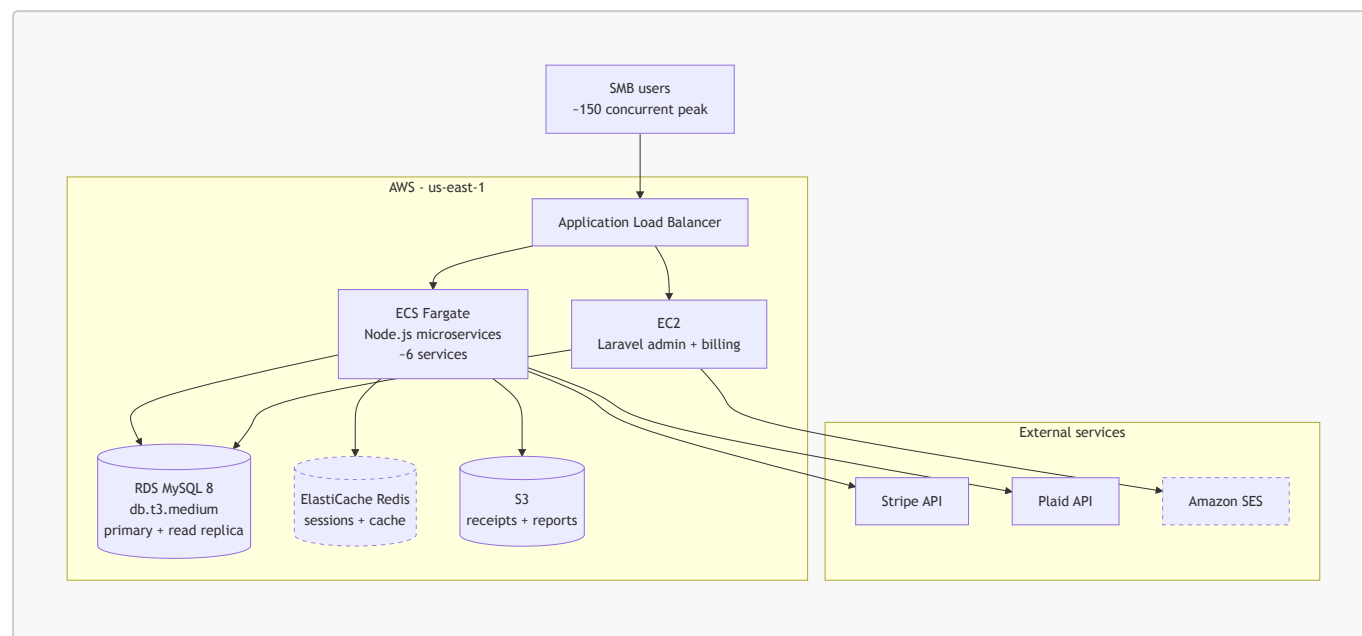 SMB users
~150 concurrent peak
AWS - us-east-1
Application Load Balancer
ECS Fargate
Node.js microservices
~6 services
EC2
Laravel admin + billing
RDS MySQL 8
db.t3.medium
primary + read replica
ElastiCache Redis
sessions + cache
S3
receipts + reports
External services
Stripe API
Plaid API
Amazon SES